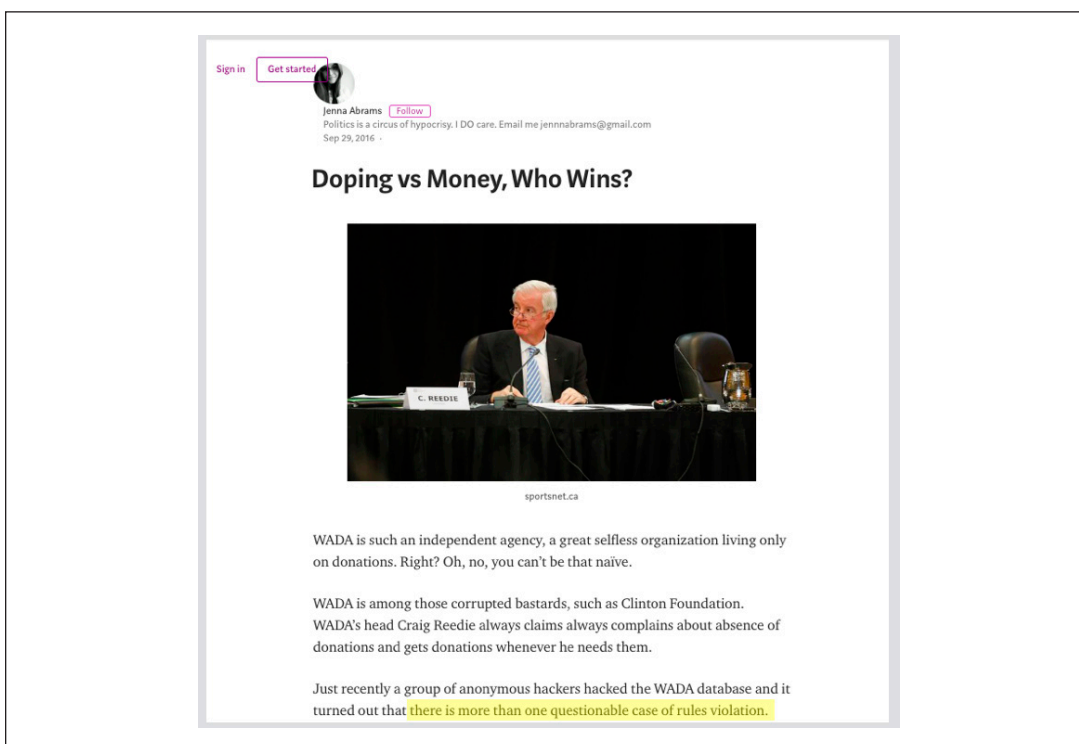 Sign in Get started
Jenna Abrams Follow
Politics is a circus of hypocrisy. I DO care. Email me jennnabrams@gmail.com
Sep 29, 2016 ·
Doping vs Money, Who Wins?
C. REEDIE
sportsnet.ca
WADA is such an independent agency, a great selfless organization living only
on donations. Right? Oh, no, you can’t be that naïve.
WADA is among those corrupted bastards, such as Clinton Foundation.
WADA’s head Craig Reedie always claims always complains about absence of
donations and gets donations whenever he needs them.
Just recently a group of anonymous hackers hacked the WADA database and it
turned out that there is more than one questionable case of rules violation.